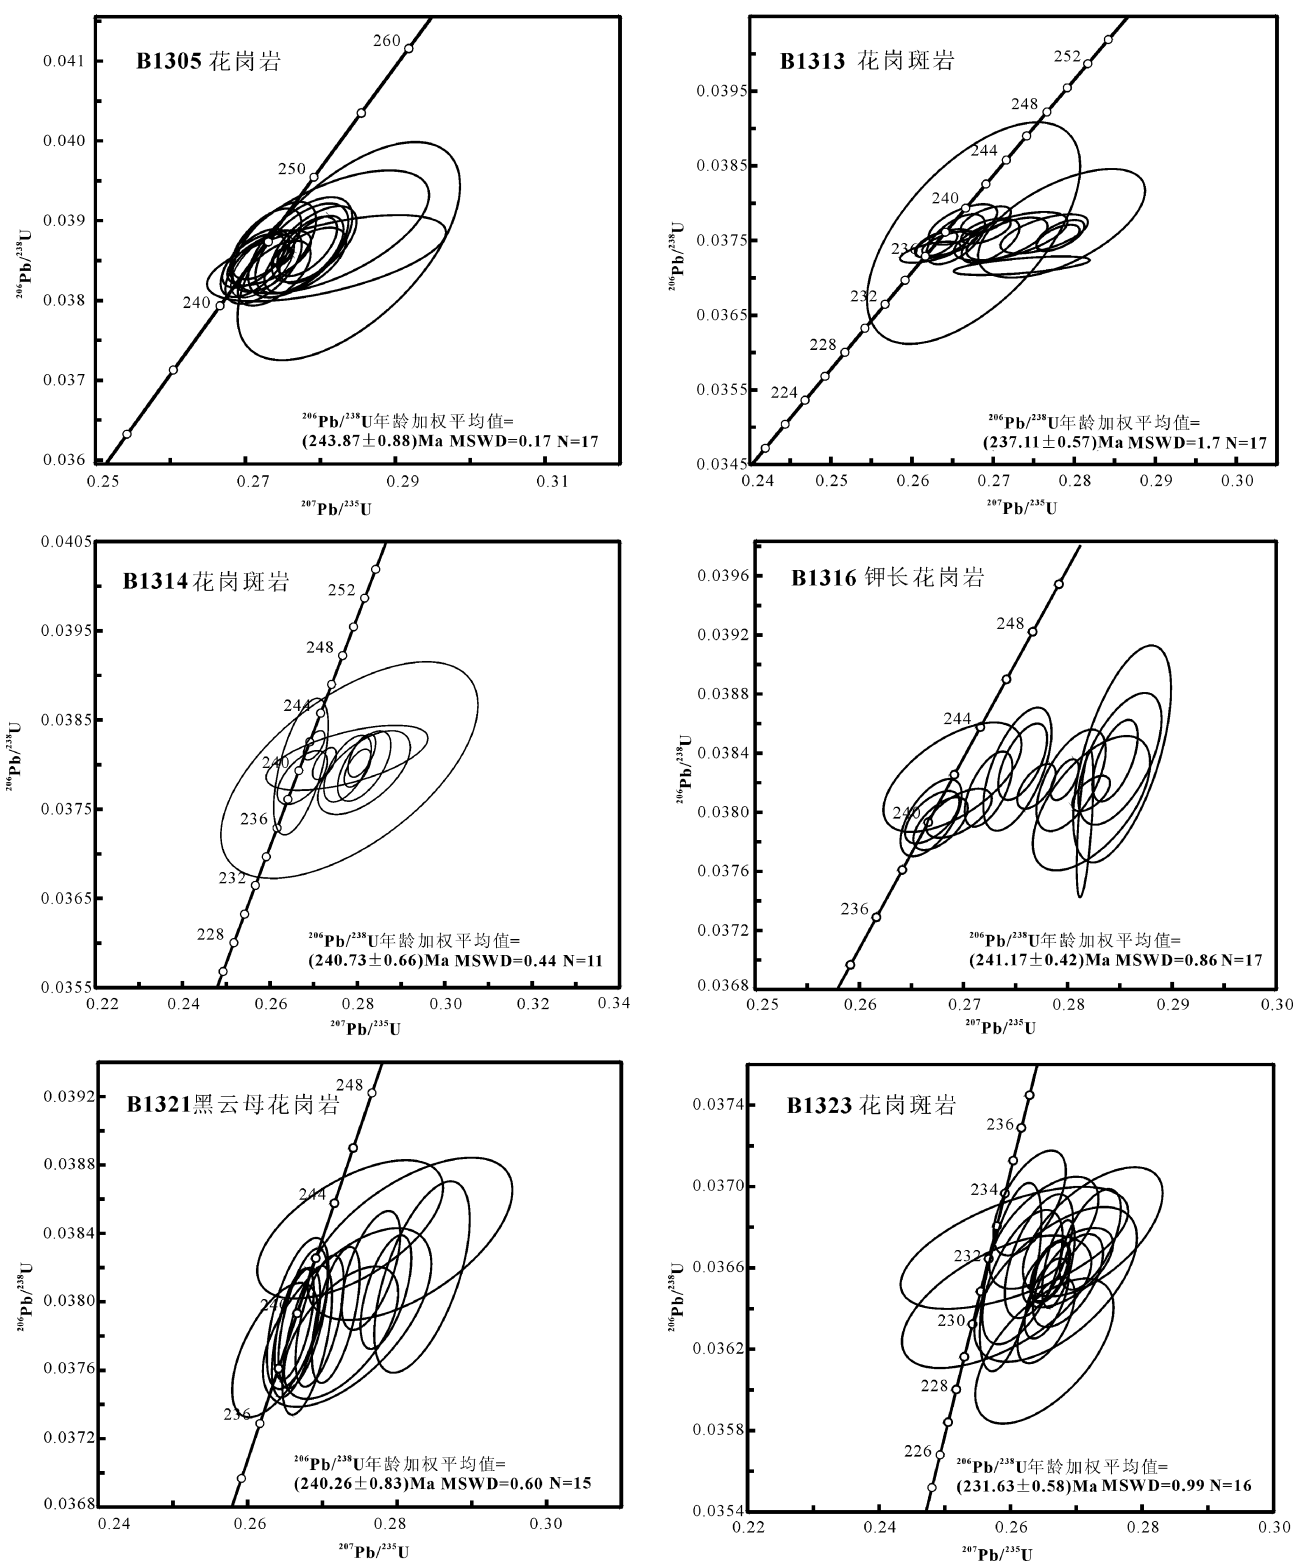 B1305 花岗岩
0.041
0.040
0.039
0.038
0.037
0.036
²⁰⁶Pb/²³⁸U
260
250
240
²⁰⁶Pb/²³⁸U年龄加权平均值=
(243.87±0.88)Ma MSWD=0.17 N=17
0.25 0.27 0.29 0.31
²⁰⁷Pb/²³⁵U
B1313 花岗斑岩
0.0395
0.0385
0.0375
0.0365
0.0355
0.0345
²⁰⁶Pb/²³⁸U
252
248
244
240
236
232
228
224
²⁰⁶Pb/²³⁸U年龄加权平均值=
(237.11±0.57)Ma MSWD=1.7 N=17
0.24 0.25 0.26 0.27 0.28 0.29 0.30
²⁰⁷Pb/²³⁵U
B1314花岗斑岩
0.0405
0.0395
0.0385
0.0375
0.0365
0.0355
²⁰⁶Pb/²³⁸U
252
248
244
240
236
232
228
²⁰⁶Pb/²³⁸U年龄加权平均值=
(240.73±0.66)Ma MSWD=0.44 N=11
0.22 0.24 0.26 0.28 0.30 0.32 0.34
²⁰⁷Pb/²³⁵U
B1316 钾长花岗岩
0.0396
0.0392
0.0388
0.0384
0.0380
0.0376
0.0372
0.0368
²⁰⁶Pb/²³⁸U
248
244
240
236
²⁰⁶Pb/²³⁸U年龄加权平均值=
(241.17±0.42)Ma MSWD=0.86 N=17
0.25 0.26 0.27 0.28 0.29 0.30
²⁰⁷Pb/²³⁵U
B1321黑云母花岗岩
0.0392
0.0388
0.0384
0.0380
0.0376
0.0372
0.0368
²⁰⁶Pb/²³⁸U
248
244
240
236
²⁰⁶Pb/²³⁸U年龄加权平均值=
(240.26±0.83)Ma MSWD=0.60 N=15
0.24 0.26 0.28 0.30
²⁰⁷Pb/²³⁵U
B1323 花岗斑岩
0.0374
0.0370
0.0366
0.0362
0.0358
0.0354
²⁰⁶Pb/²³⁸U
236
234
232
230
228
226
²⁰⁶Pb/²³⁸U年龄加权平均值=
(231.63±0.58)Ma MSWD=0.99 N=16
0.22 0.24 0.26 0.28 0.30
²⁰⁷Pb/²³⁵U